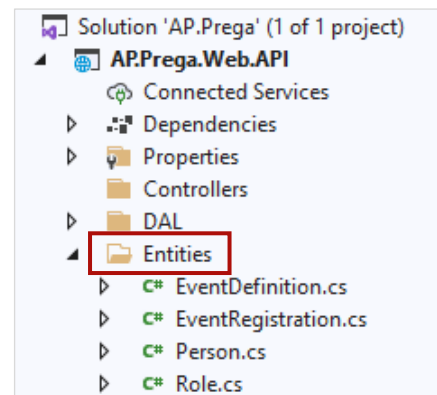 Solution 'AP.Prega' (1 of 1 project)
AP.Prega.Web.API
Connected Services
Dependencies
Properties
Controllers
DAL
Entities
C# EventDefinition.cs
C# EventRegistration.cs
C# Person.cs
C# Role.cs